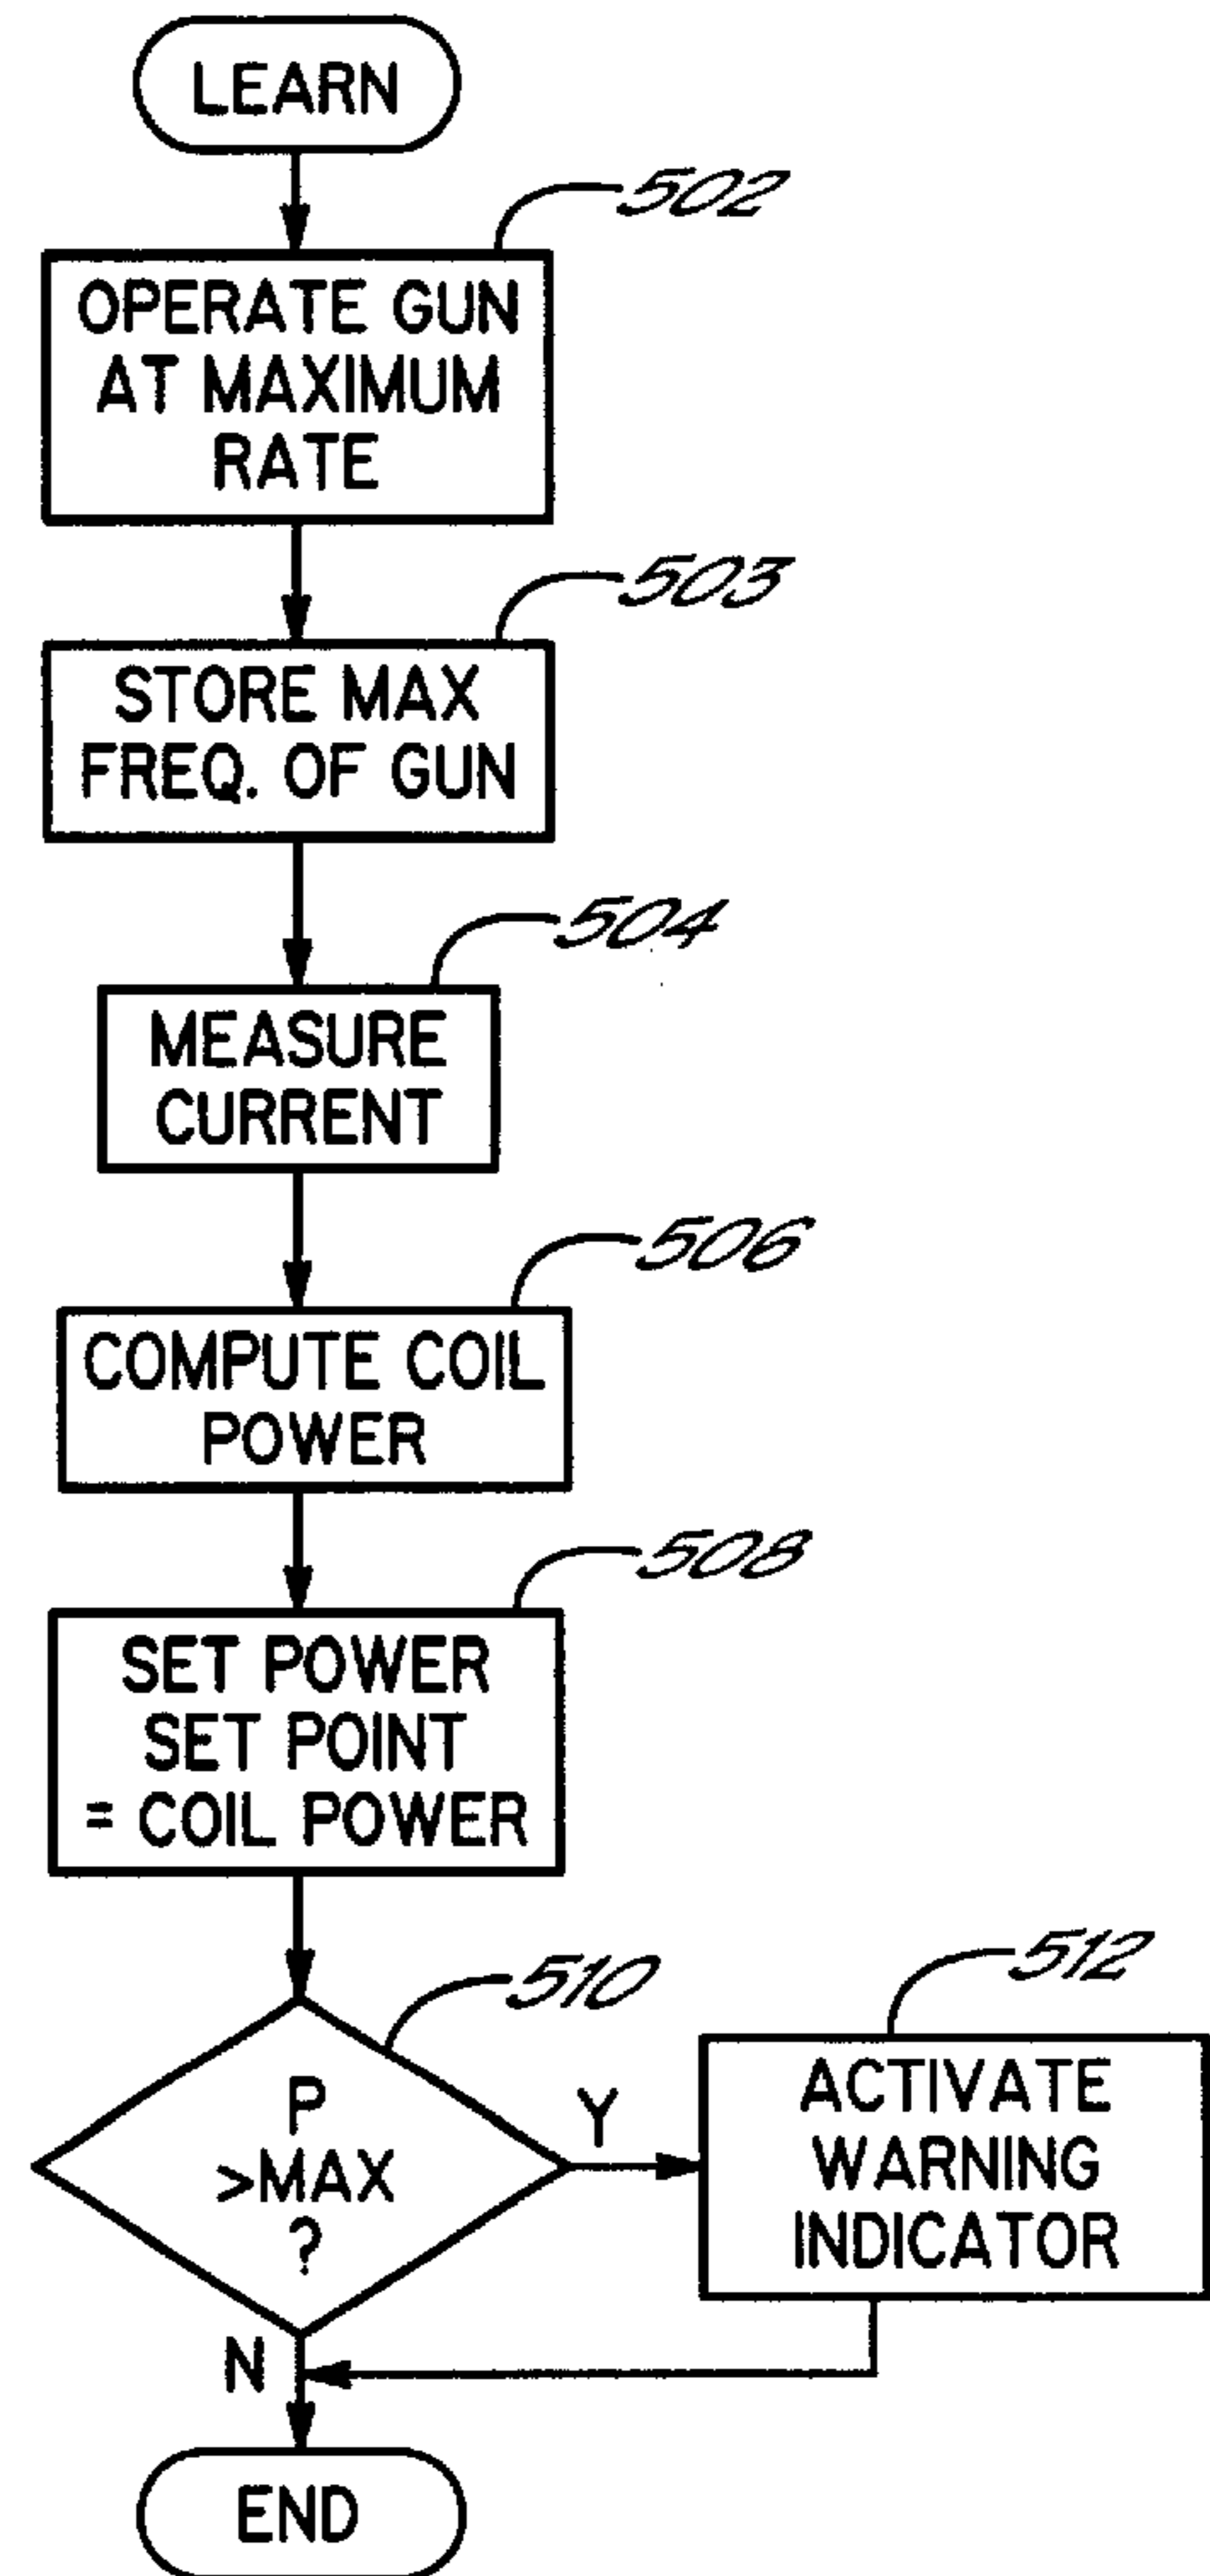 LEARN
502
OPERATE GUN
AT MAXIMUM
RATE
503
STORE MAX
FREQ. OF GUN
504
MEASURE
CURRENT
506
COMPUTE COIL
POWER
508
SET POWER
SET POINT
= COIL POWER
510
P
>MAX
?
Y
512
ACTIVATE
WARNING
INDICATOR
N
END